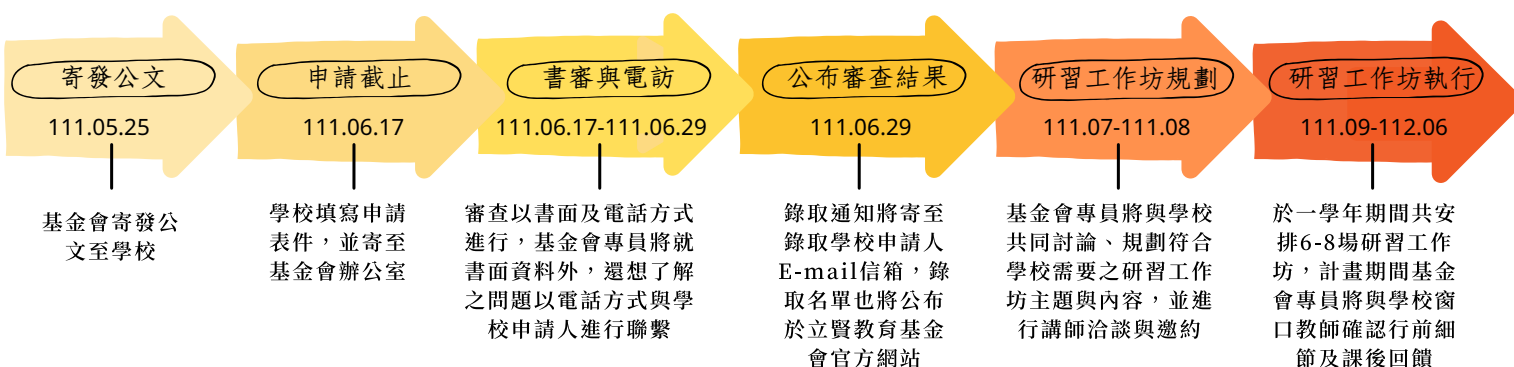 寄發公文
111.05.25
基金會寄發公
文至學校
申請截止
111.06.17
學校填寫申請
表件，並寄至
基金會辦公室
書審與電訪
111.06.17-111.06.29
審查以書面及電話方式
進行，基金會專員將就
書面資料外，還想了解
之問題以電話方式與學
校申請人進行聯繫
公布審查結果
111.06.29
錄取通知將寄至
錄取學校申請人
E-mail信箱，錄
取名單也將公布
於立賢教育基金
會官方網站
研習工作坊規劃
111.07-111.08
基金會專員將與學校
共同討論、規劃符合
學校需要之研習工作
坊主題與內容，並進
行講師洽談與邀約
研習工作坊執行
111.09-112.06
於一學年期間共安
排6-8場研習工作
坊，計畫期間基金
會專員將與學校窗
口教師確認行前細
節及課後回饋